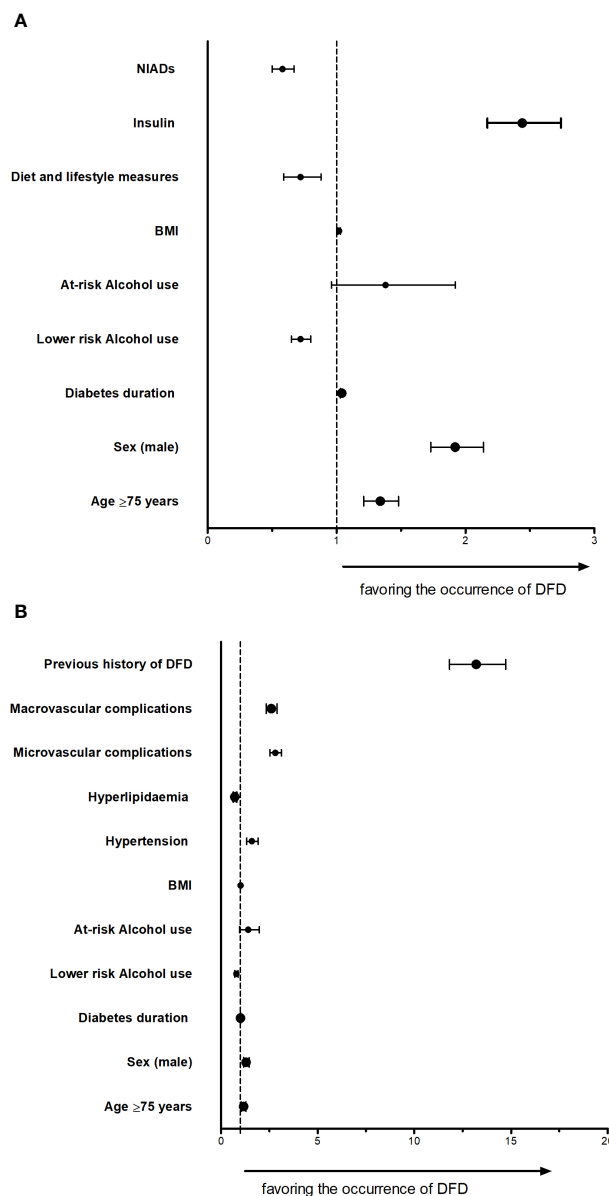 A
NIADs
Insulin
Diet and lifestyle measures
BMI
At-risk Alcohol use
Lower risk Alcohol use
Diabetes duration
Sex (male)
Age ≥75 years
0 1 2 3
favoring the occurrence of DFD
B
Previous history of DFD
Macrovascular complications
Microvascular complications
Hyperlipidaemia
Hypertension
BMI
At-risk Alcohol use
Lower risk Alcohol use
Diabetes duration
Sex (male)
Age ≥75 years
0 5 10 15 20
favoring the occurrence of DFD